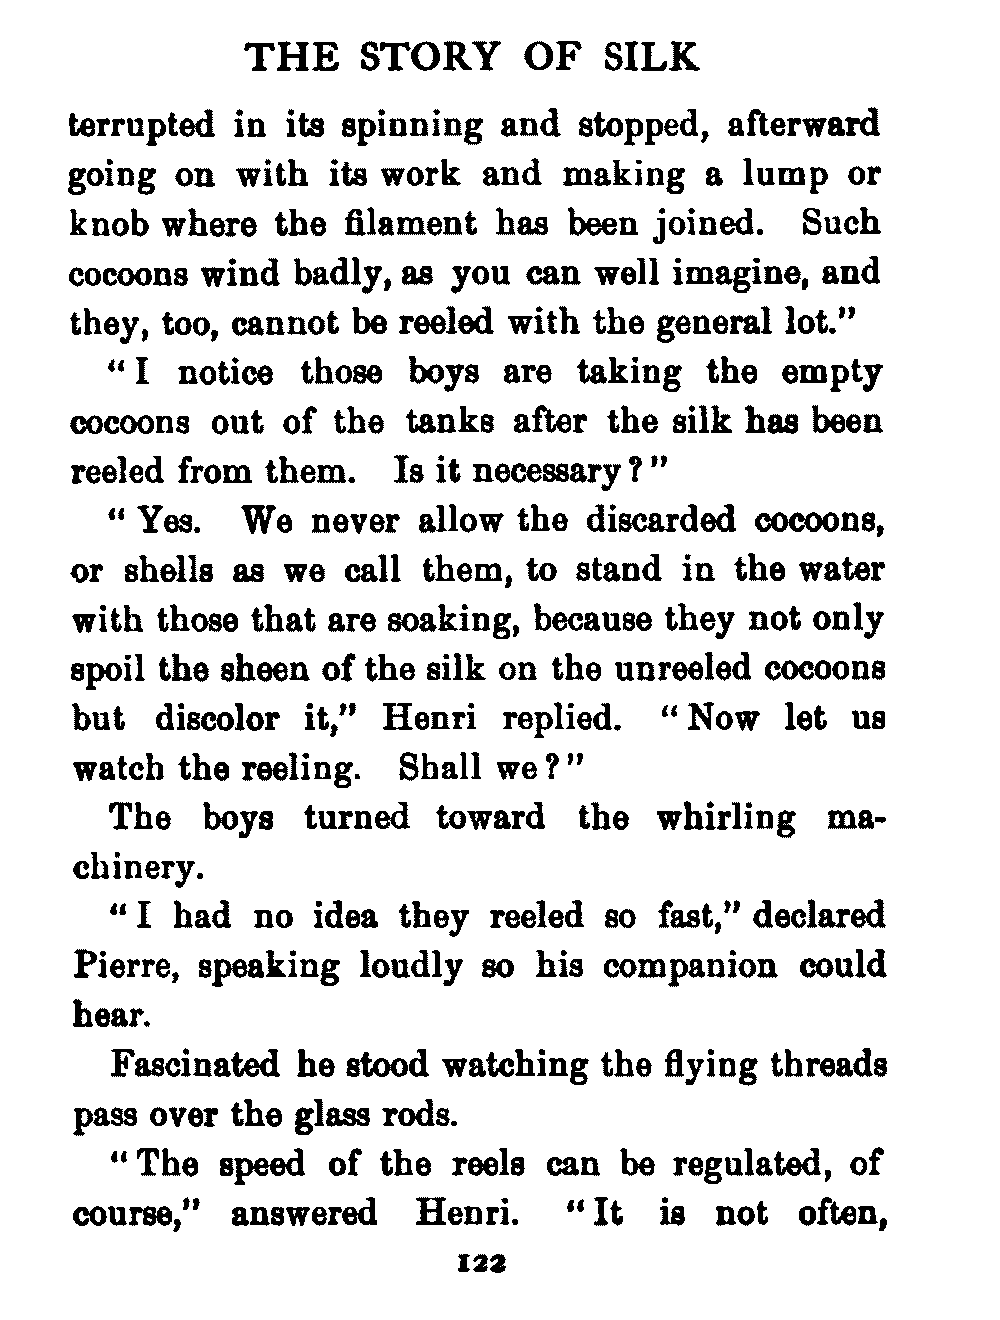 THE STORY OF SILK
terrupted in its spinning and stopped, afterward
going on with its work and making a lump or
knob where the filament has been joined. Such
cocoons wind badly, as you can well imagine, and
they, too, cannot be reeled with the general lot."
"I notice those boys are taking the empty
cocoons out of the tanks after the silk has been
reeled from them. Is it necessary?"
"Yes. We never allow the discarded cocoons,
or shells as we call them, to stand in the water
with those that are soaking, because they not only
spoil the sheen of the silk on the unreeled cocoons
but discolor it," Henri replied. "Now let us
watch the reeling. Shall we?"
The boys turned toward the whirling ma-
chinery.
"I had no idea they reeled so fast," declared
Pierre, speaking loudly so his companion could
hear.
Fascinated he stood watching the flying threads
pass over the glass rods.
"The speed of the reels can be regulated, of
course," answered Henri. "It is not often,
122